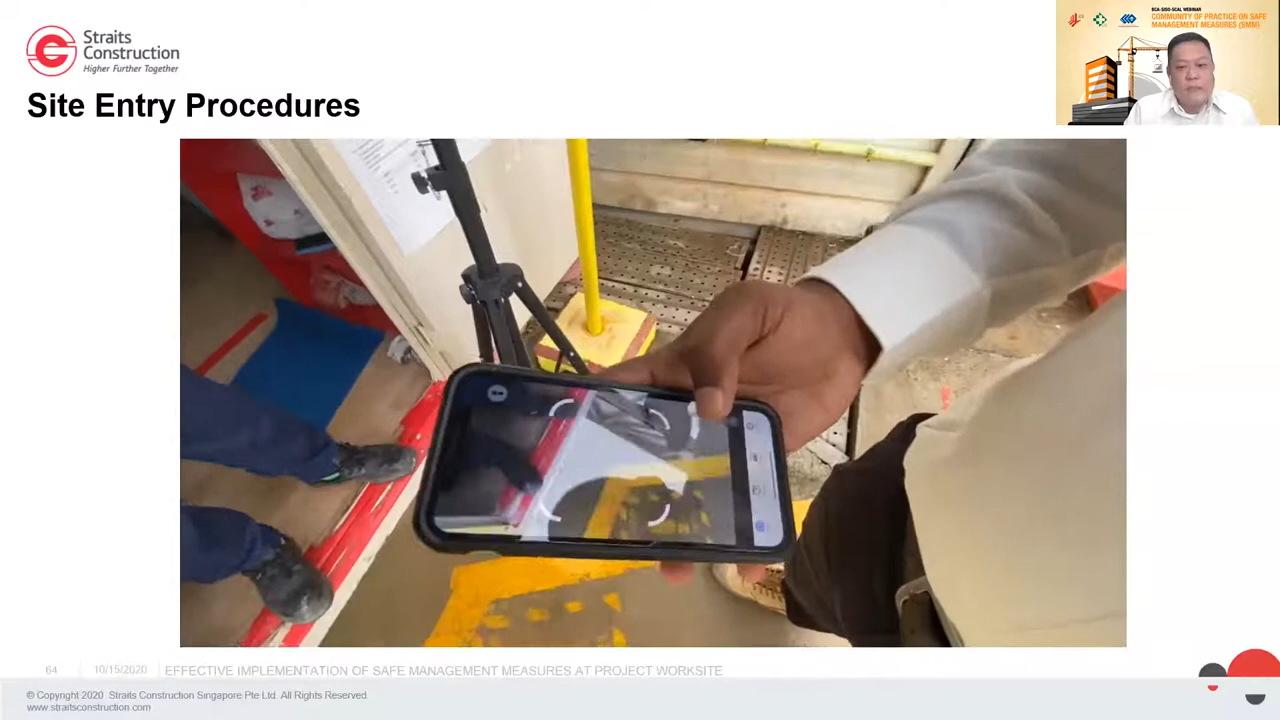 Straits
Construction
Higher Further Together
BCA-SISO-SCAL WEBINAR
COMMUNITY OF PRACTICE ON SAFE
MANAGEMENT MEASURES (SMM)
Site Entry Procedures
64
10/15/2020
EFFECTIVE IMPLEMENTATION OF SAFE MANAGEMENT MEASURES AT PROJECT WORKSITE
© Copyright 2020 Straits Construction Singapore Pte Ltd. All Rights Reserved.
www.straitsconstruction.com